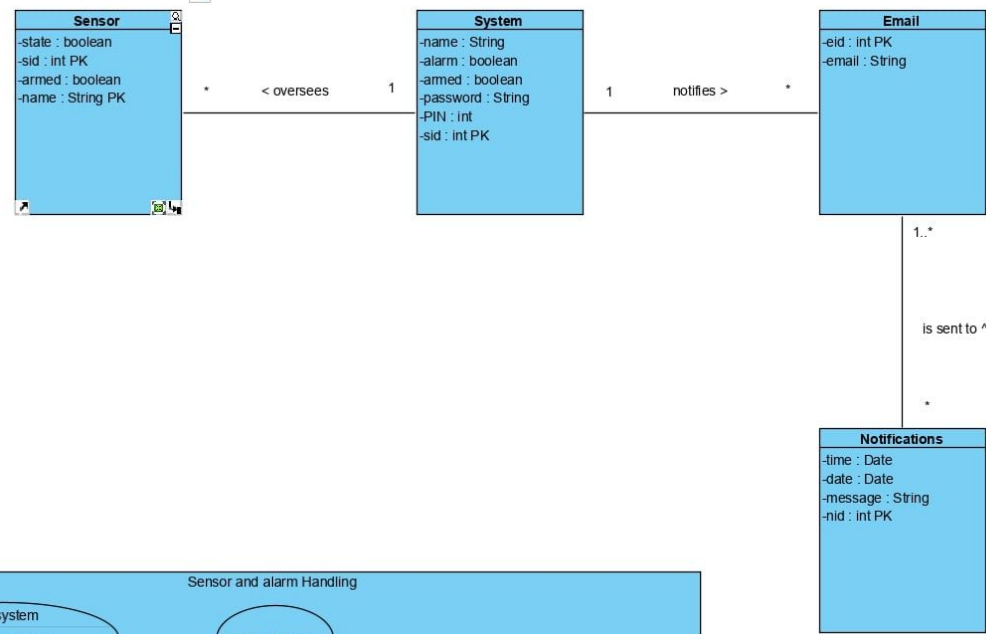 Sensor
-state : boolean
-sid : int PK
-armed : boolean
-name : String PK
* < oversees 1
System
-name : String
-alarm : boolean
-armed : boolean
-password : String
-PIN : int
-sid : int PK
1 notifies > *
Email
-eid : int PK
-email : String
1..*
is sent to ^
*
Notifications
-time : Date
-date : Date
-message : String
-nid : int PK
Sensor and alarm Handling
system